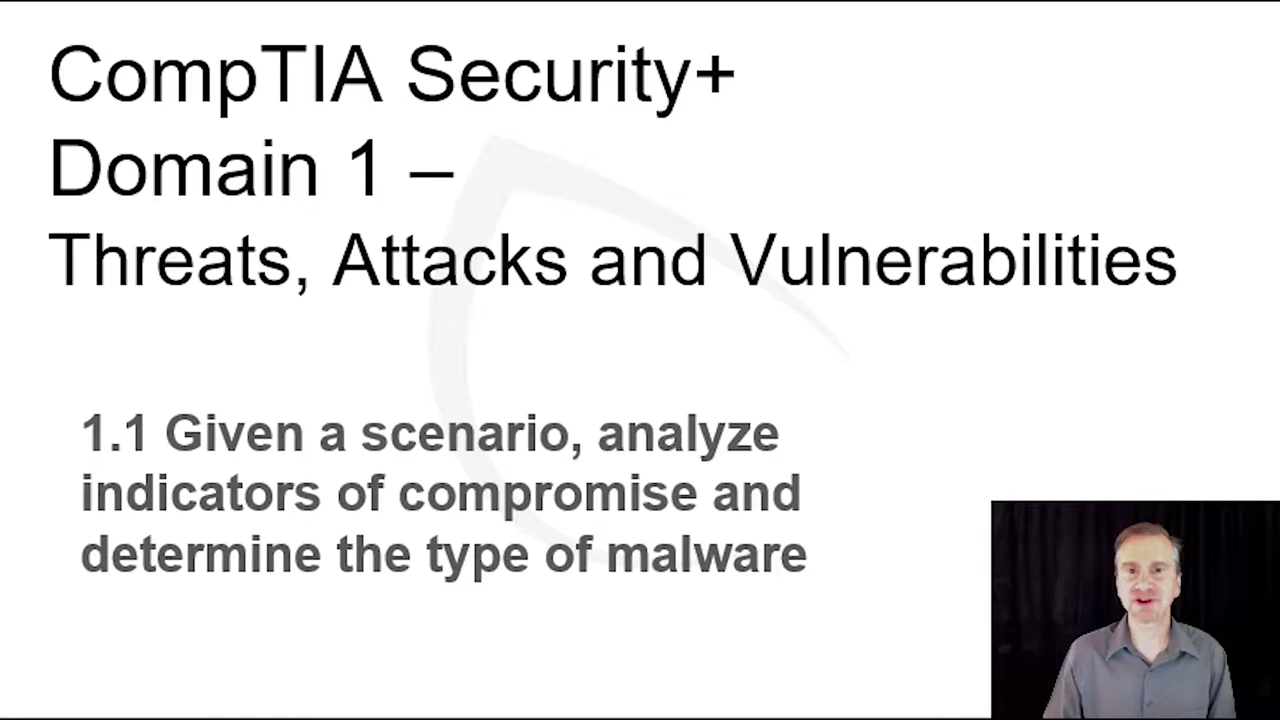 CompTIA Security+
Domain 1 –
Threats, Attacks and Vulnerabilities
1.1 Given a scenario, analyze
indicators of compromise and
determine the type of malware